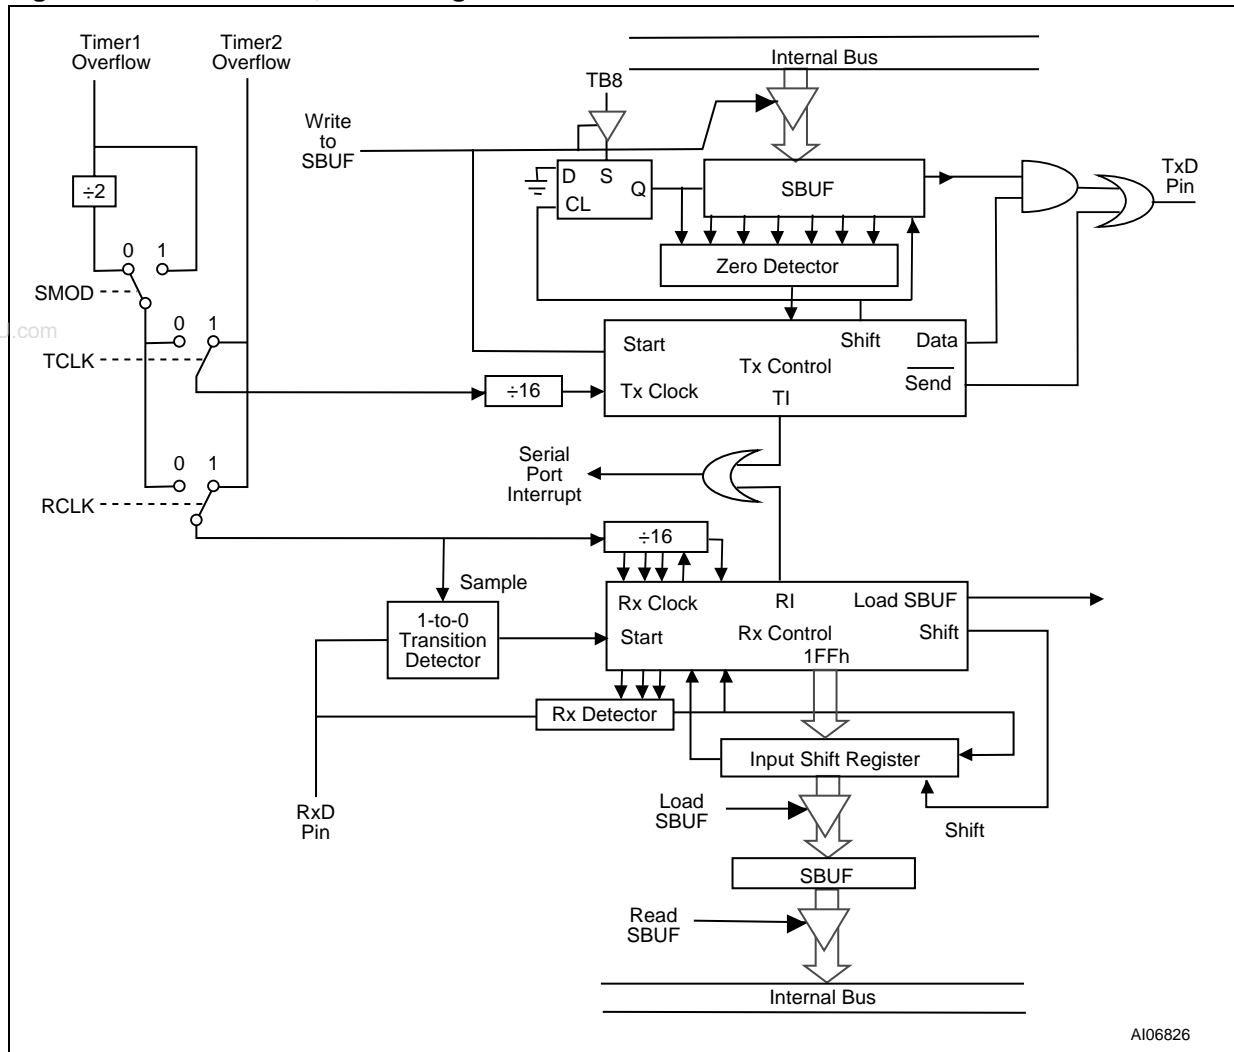 Timer1
Overflow
Timer2
Overflow
Internal Bus
TB8
Write
to
SBUF
÷2
D
S
Q
CL
SBUF
TxD
Pin
0
1
Zero Detector
SMOD
0
1
TCLK
Start
Shift
Data
Tx Control
Send
÷16
Tx Clock
TI
0
1
RCLK
Serial
Port
Interrupt
÷16
Sample
Rx Clock
RI
Load SBUF
1-to-0
Transition
Detector
Start
Rx Control
Shift
1FFh
Rx Detector
Input Shift Register
RxD
Pin
Load
SBUF
Shift
SBUF
Read
SBUF
Internal Bus
AI06826